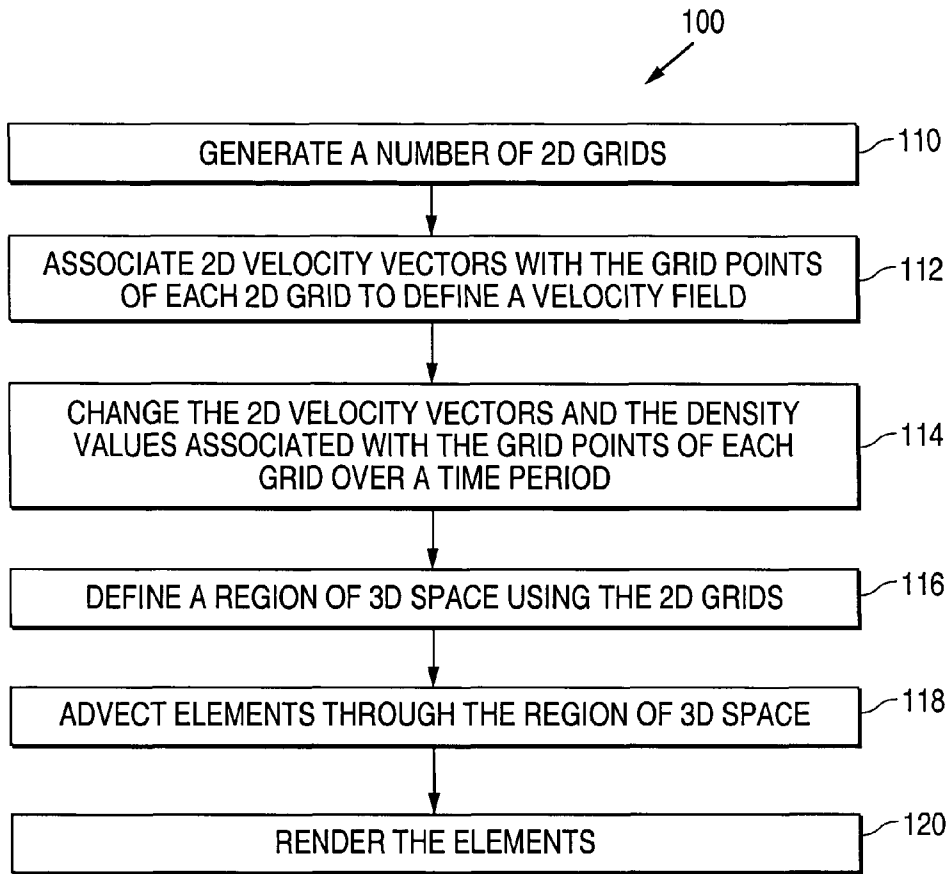 100
GENERATE A NUMBER OF 2D GRIDS
110
ASSOCIATE 2D VELOCITY VECTORS WITH THE GRID POINTS
OF EACH 2D GRID TO DEFINE A VELOCITY FIELD
112
CHANGE THE 2D VELOCITY VECTORS AND THE DENSITY
VALUES ASSOCIATED WITH THE GRID POINTS OF EACH
GRID OVER A TIME PERIOD
114
DEFINE A REGION OF 3D SPACE USING THE 2D GRIDS
116
ADVECT ELEMENTS THROUGH THE REGION OF 3D SPACE
118
RENDER THE ELEMENTS
120